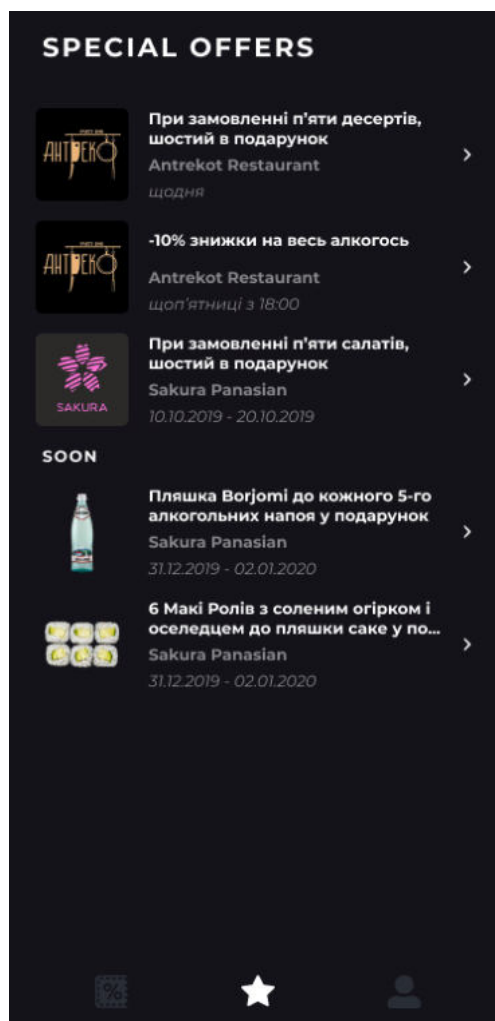 SPECIAL OFFERS
АНТРЕКО
При замовленні п'яти десертів,
шостий в подарунок
Antrekot Restaurant
щодня
АНТРЕКО
-10% знижки на весь алкогось
Antrekot Restaurant
щоп'ятниці з 18:00
SAKURA
При замовленні п'яти салатів,
шостий в подарунок
Sakura Panasian
10.10.2019 - 20.10.2019
SOON
Пляшка Borjomi до кожного 5-го
алкогольних напоя у подарунок
Sakura Panasian
31.12.2019 - 02.01.2020
6 Макі Ролів з соленим огірком і
оселедцем до пляшки саке у по...
Sakura Panasian
31.12.2019 - 02.01.2020
%